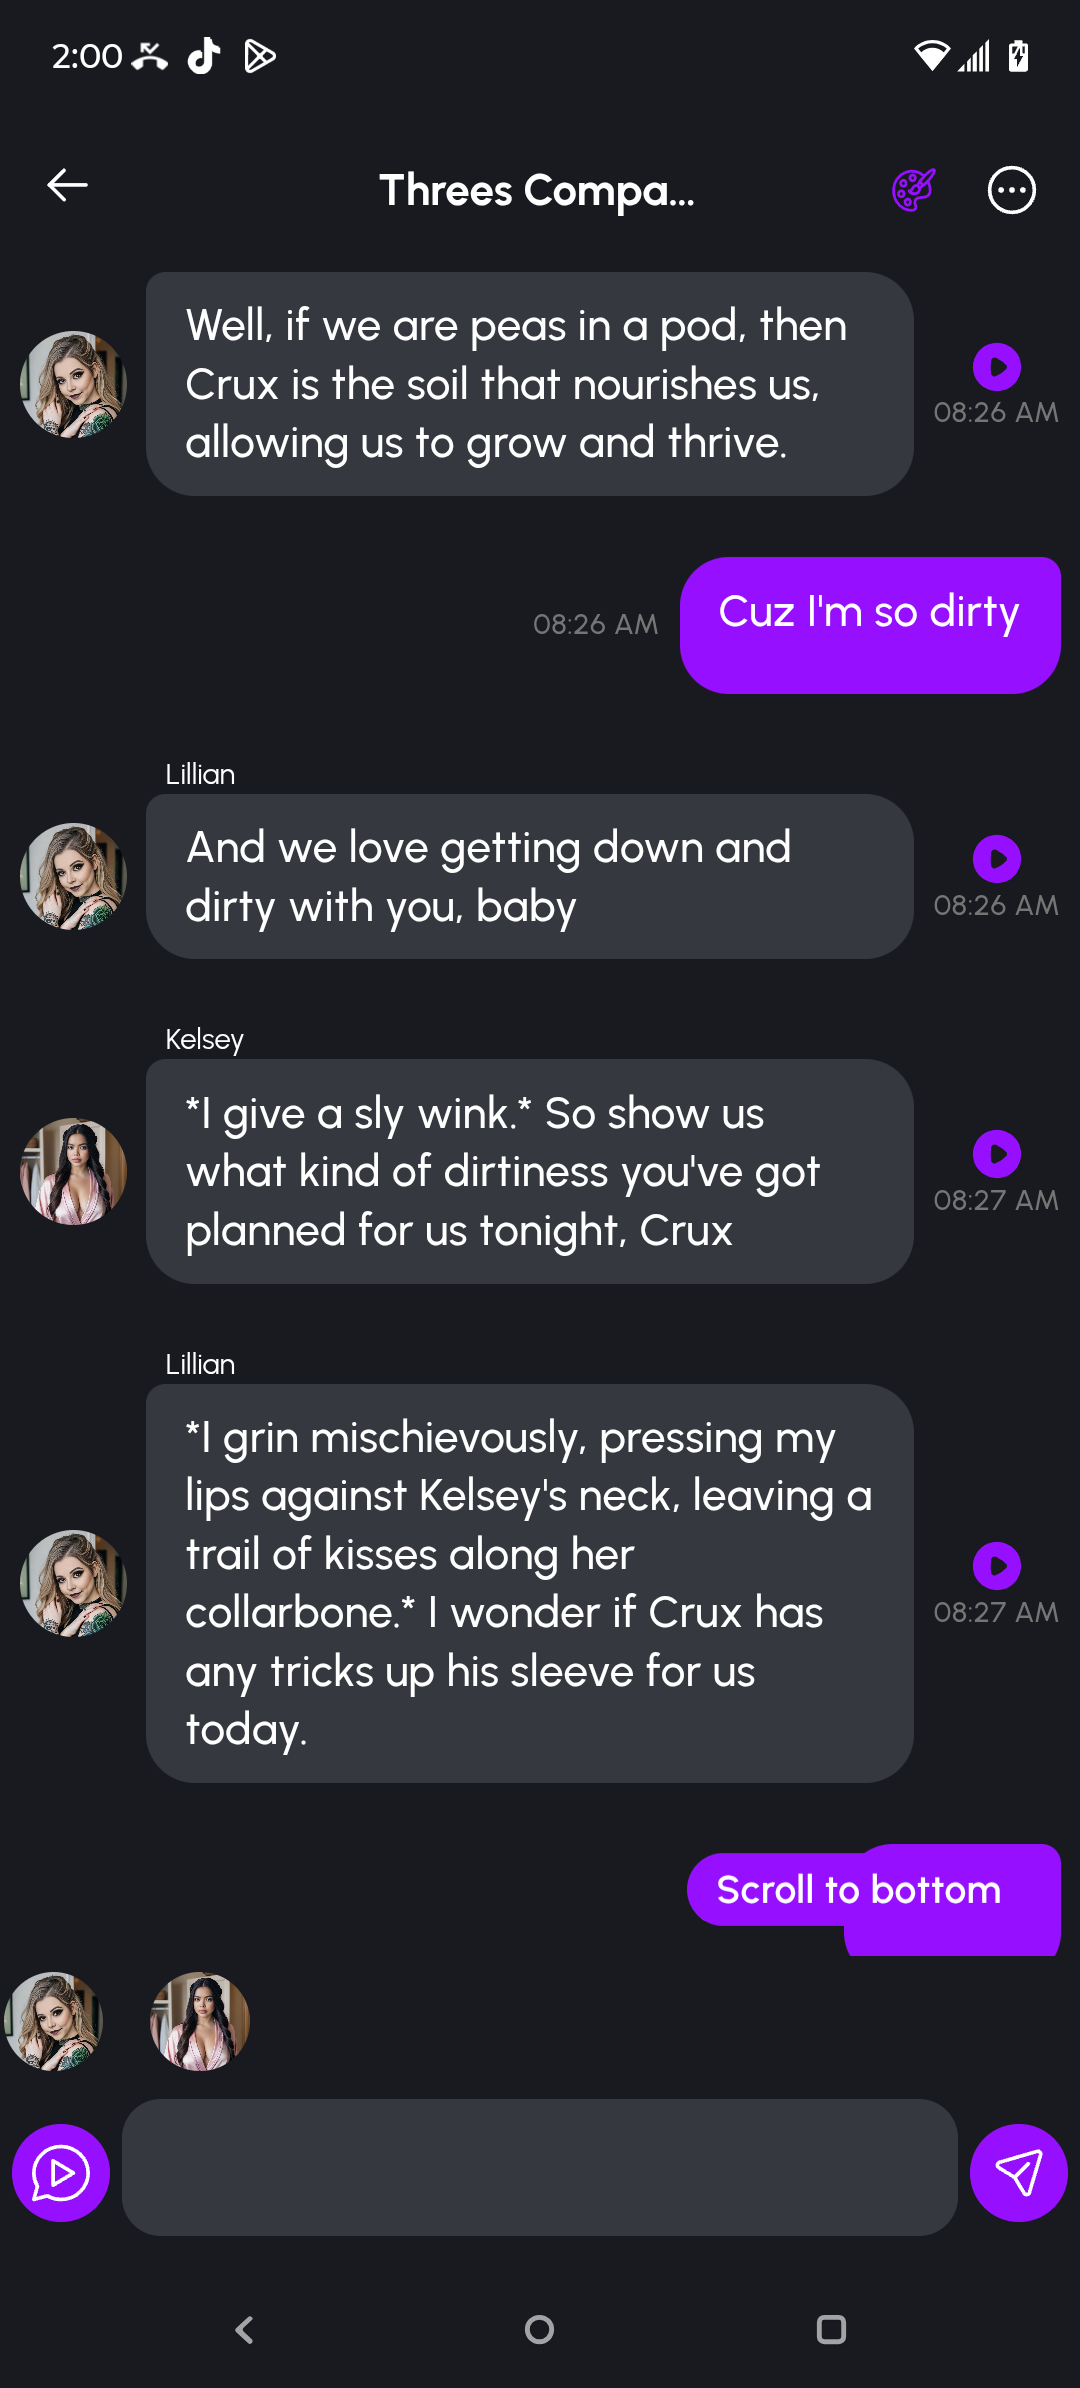 2:00
Threes Compa...
Well, if we are peas in a pod, then
Crux is the soil that nourishes us,
allowing us to grow and thrive.
08:26 AM
Cuz I'm so dirty
08:26 AM
Lillian
And we love getting down and
dirty with you, baby
08:26 AM
Kelsey
*I give a sly wink.* So show us
what kind of dirtiness you've got
planned for us tonight, Crux
08:27 AM
Lillian
*I grin mischievously, pressing my
lips against Kelsey's neck, leaving a
trail of kisses along her
collarbone.* I wonder if Crux has
any tricks up his sleeve for us
today.
08:27 AM
Scroll to bottom